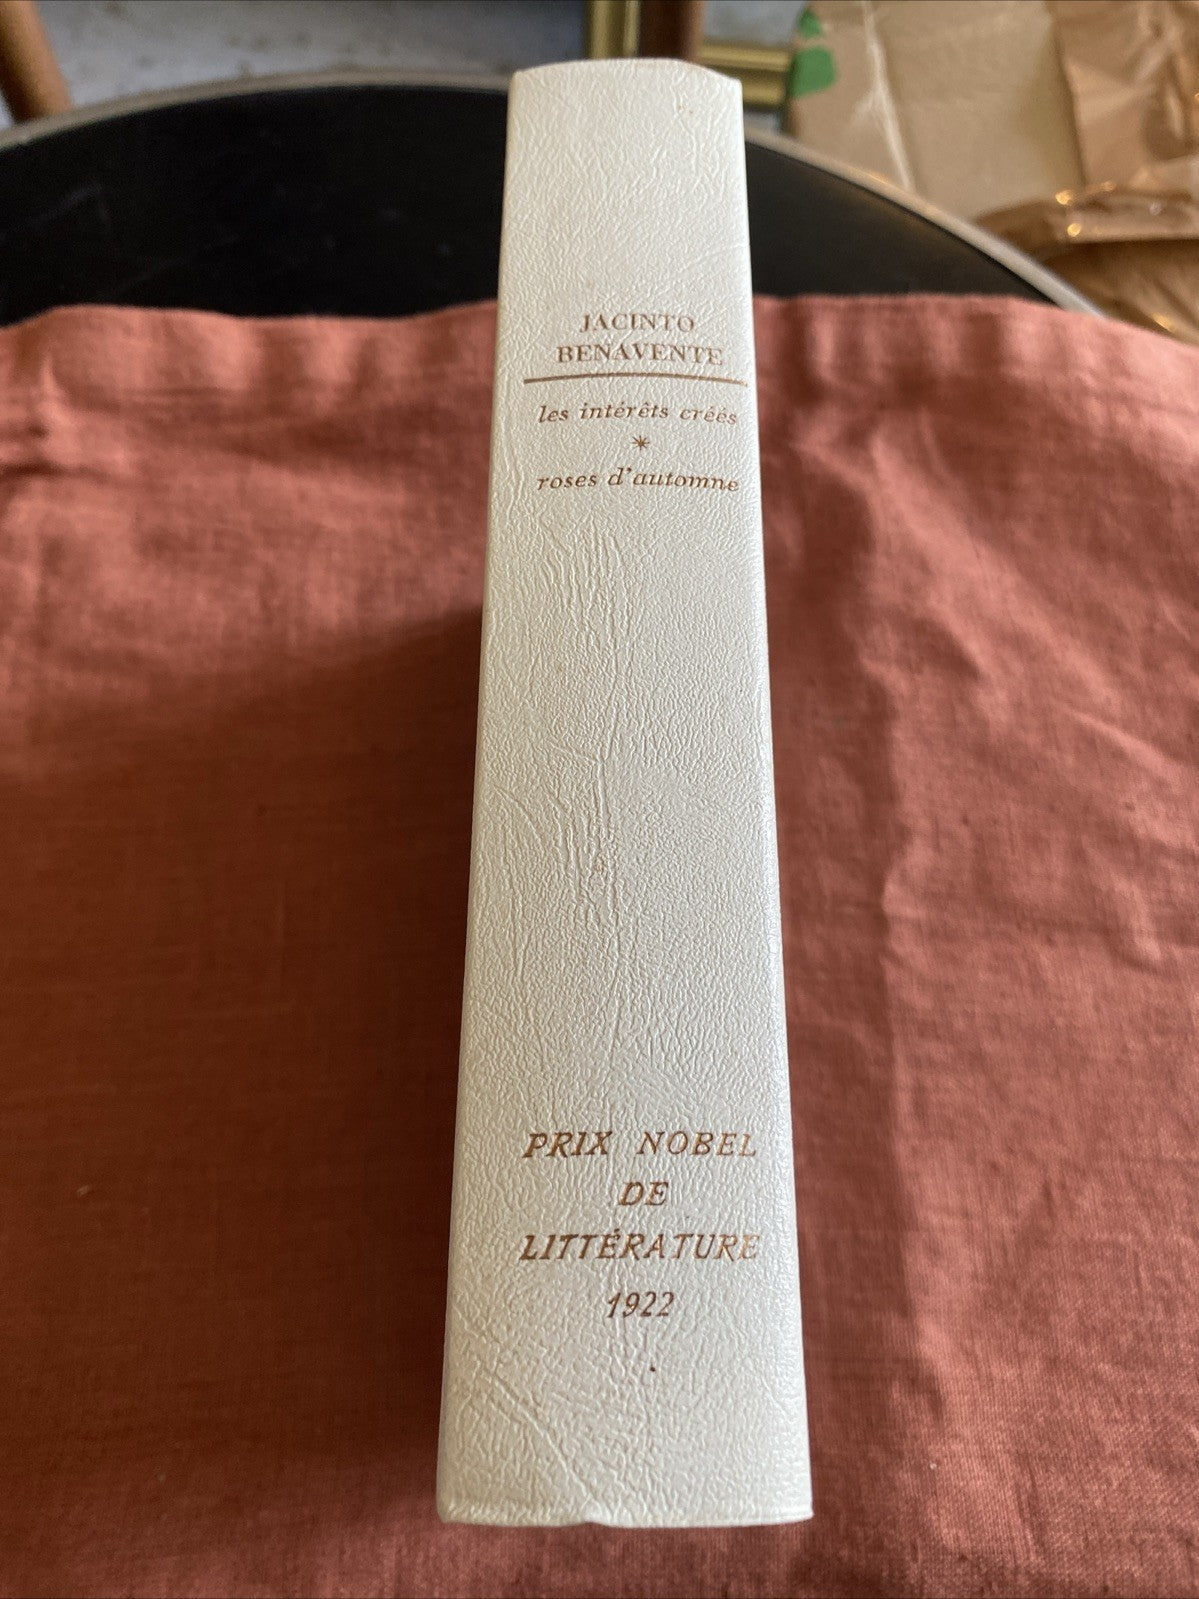 JACINTO
BENAVENTE
les intérêts créés
*
roses d'automne
PRIX NOBEL
DE
LITTÉRATURE
1922